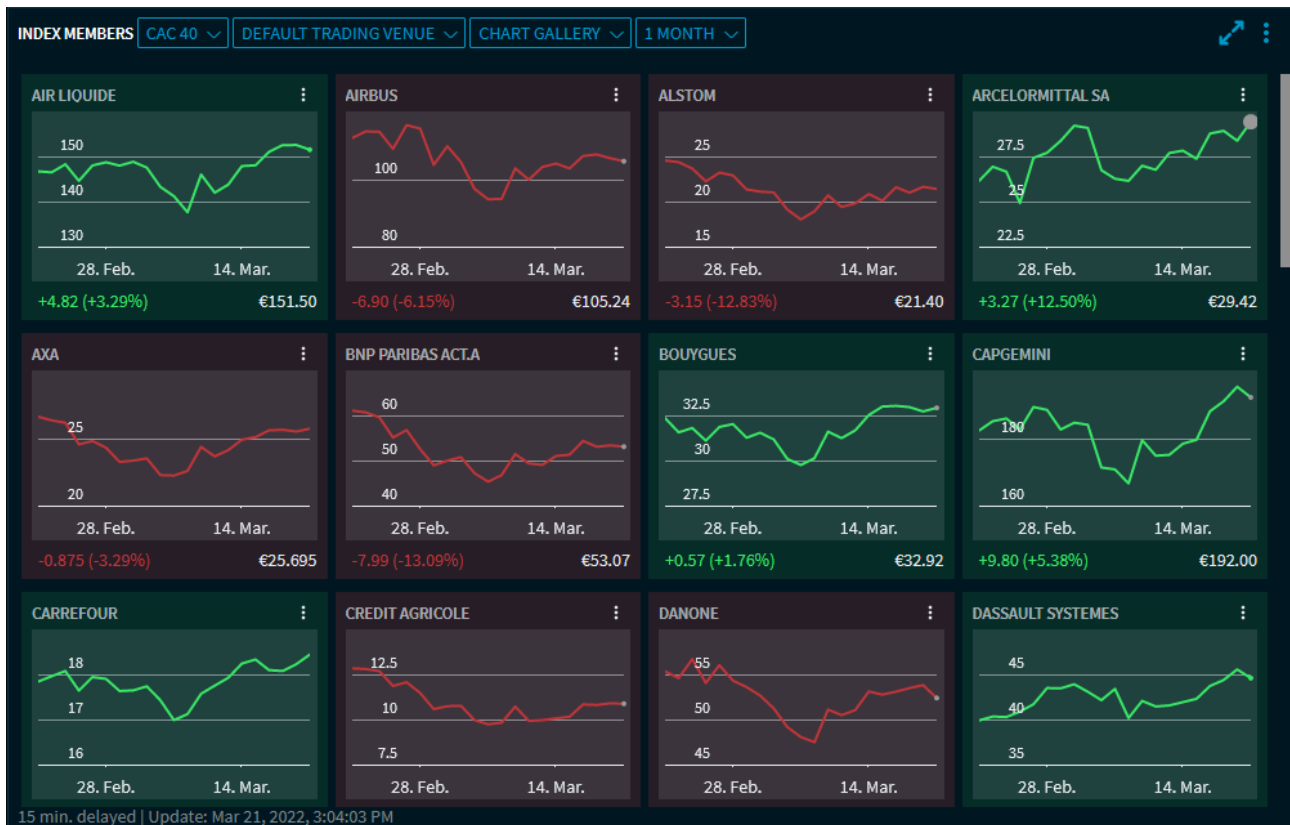 INDEX MEMBERS CAC 40 DEFAULT TRADING VENUE CHART GALLERY 1 MONTH
AIR LIQUIDE
150
140
130
28. Feb. 14. Mar.
+4.82 (+3.29%) €151.50
AIRBUS
100
80
28. Feb. 14. Mar.
-6.90 (-6.15%) €105.24
ALSTOM
25
20
15
28. Feb. 14. Mar.
-3.15 (-12.83%) €21.40
ARCELORMITTAL SA
27.5
25
22.5
28. Feb. 14. Mar.
+3.27 (+12.50%) €29.42
AXA
25
20
28. Feb. 14. Mar.
-0.875 (-3.29%) €25.695
BNP PARIBAS ACT.A
60
50
40
28. Feb. 14. Mar.
-7.99 (-13.09%) €53.07
BOUYGUES
32.5
30
27.5
28. Feb. 14. Mar.
+0.57 (+1.76%) €32.92
CAPGEMINI
180
160
28. Feb. 14. Mar.
+9.80 (+5.38%) €192.00
CARREFOUR
18
17
16
28. Feb. 14. Mar.
CREDIT AGRICOLE
12.5
10
7.5
28. Feb. 14. Mar.
DANONE
55
50
45
28. Feb. 14. Mar.
DASSAULT SYSTEMES
45
40
35
28. Feb. 14. Mar.
15 min. delayed | Update: Mar 21, 2022, 3:04:03 PM